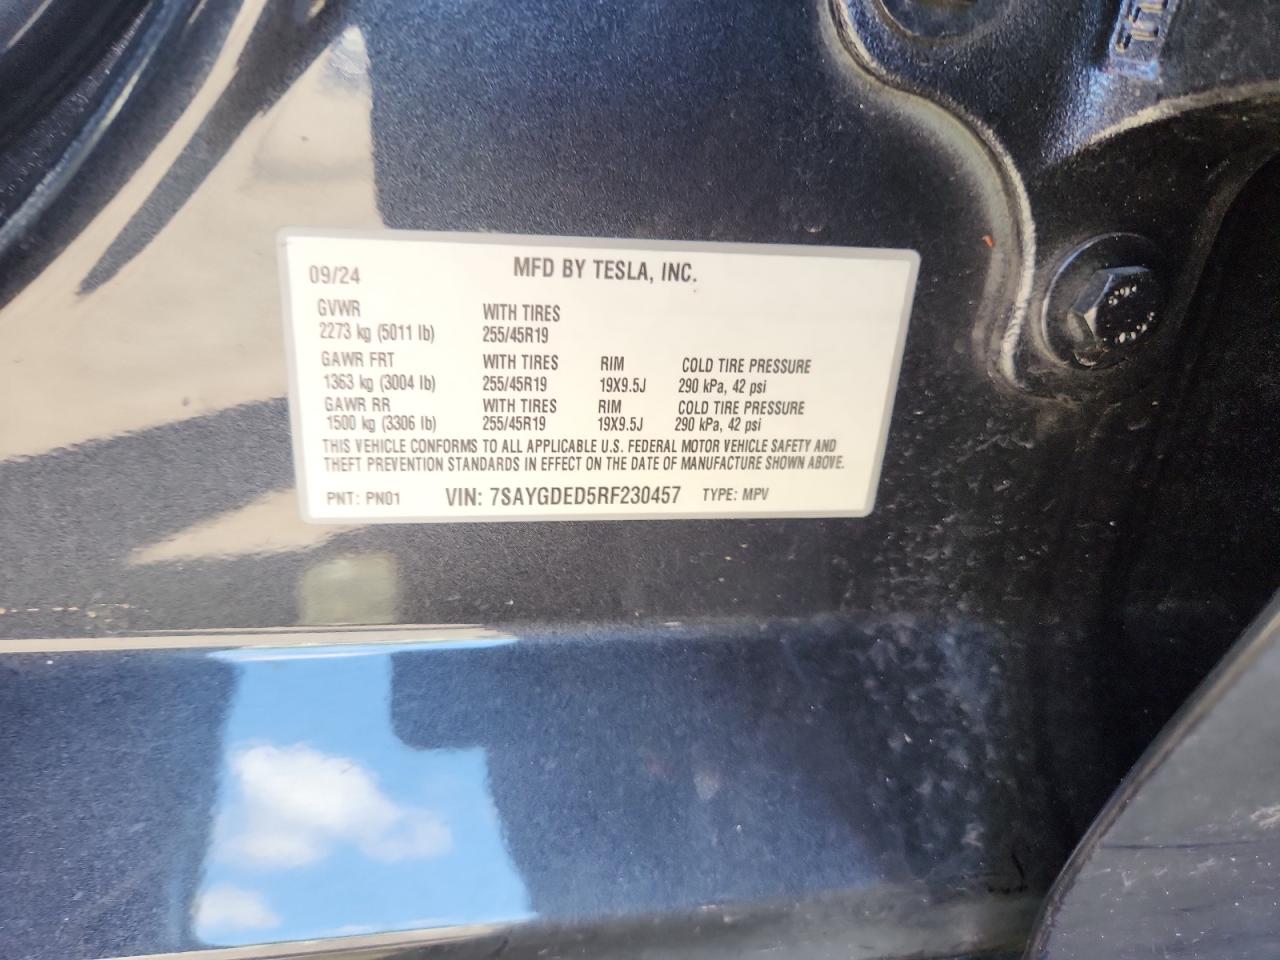 09/24 MFD BY TESLA, INC.
GVWR WITH TIRES
2273 kg (5011 lb) 255/45R19
GAWR FRT WITH TIRES RIM COLD TIRE PRESSURE
1363 kg (3004 lb) 255/45R19 19X9.5J 290 kPa, 42 psi
GAWR RR WITH TIRES RIM COLD TIRE PRESSURE
1500 kg (3306 lb) 255/45R19 19X9.5J 290 kPa, 42 psi
THIS VEHICLE CONFORMS TO ALL APPLICABLE U.S. FEDERAL MOTOR VEHICLE SAFETY AND
THEFT PREVENTION STANDARDS IN EFFECT ON THE DATE OF MANUFACTURE SHOWN ABOVE.
PNT: PN01 VIN: 7SAYGDED5RF230457 TYPE: MPV